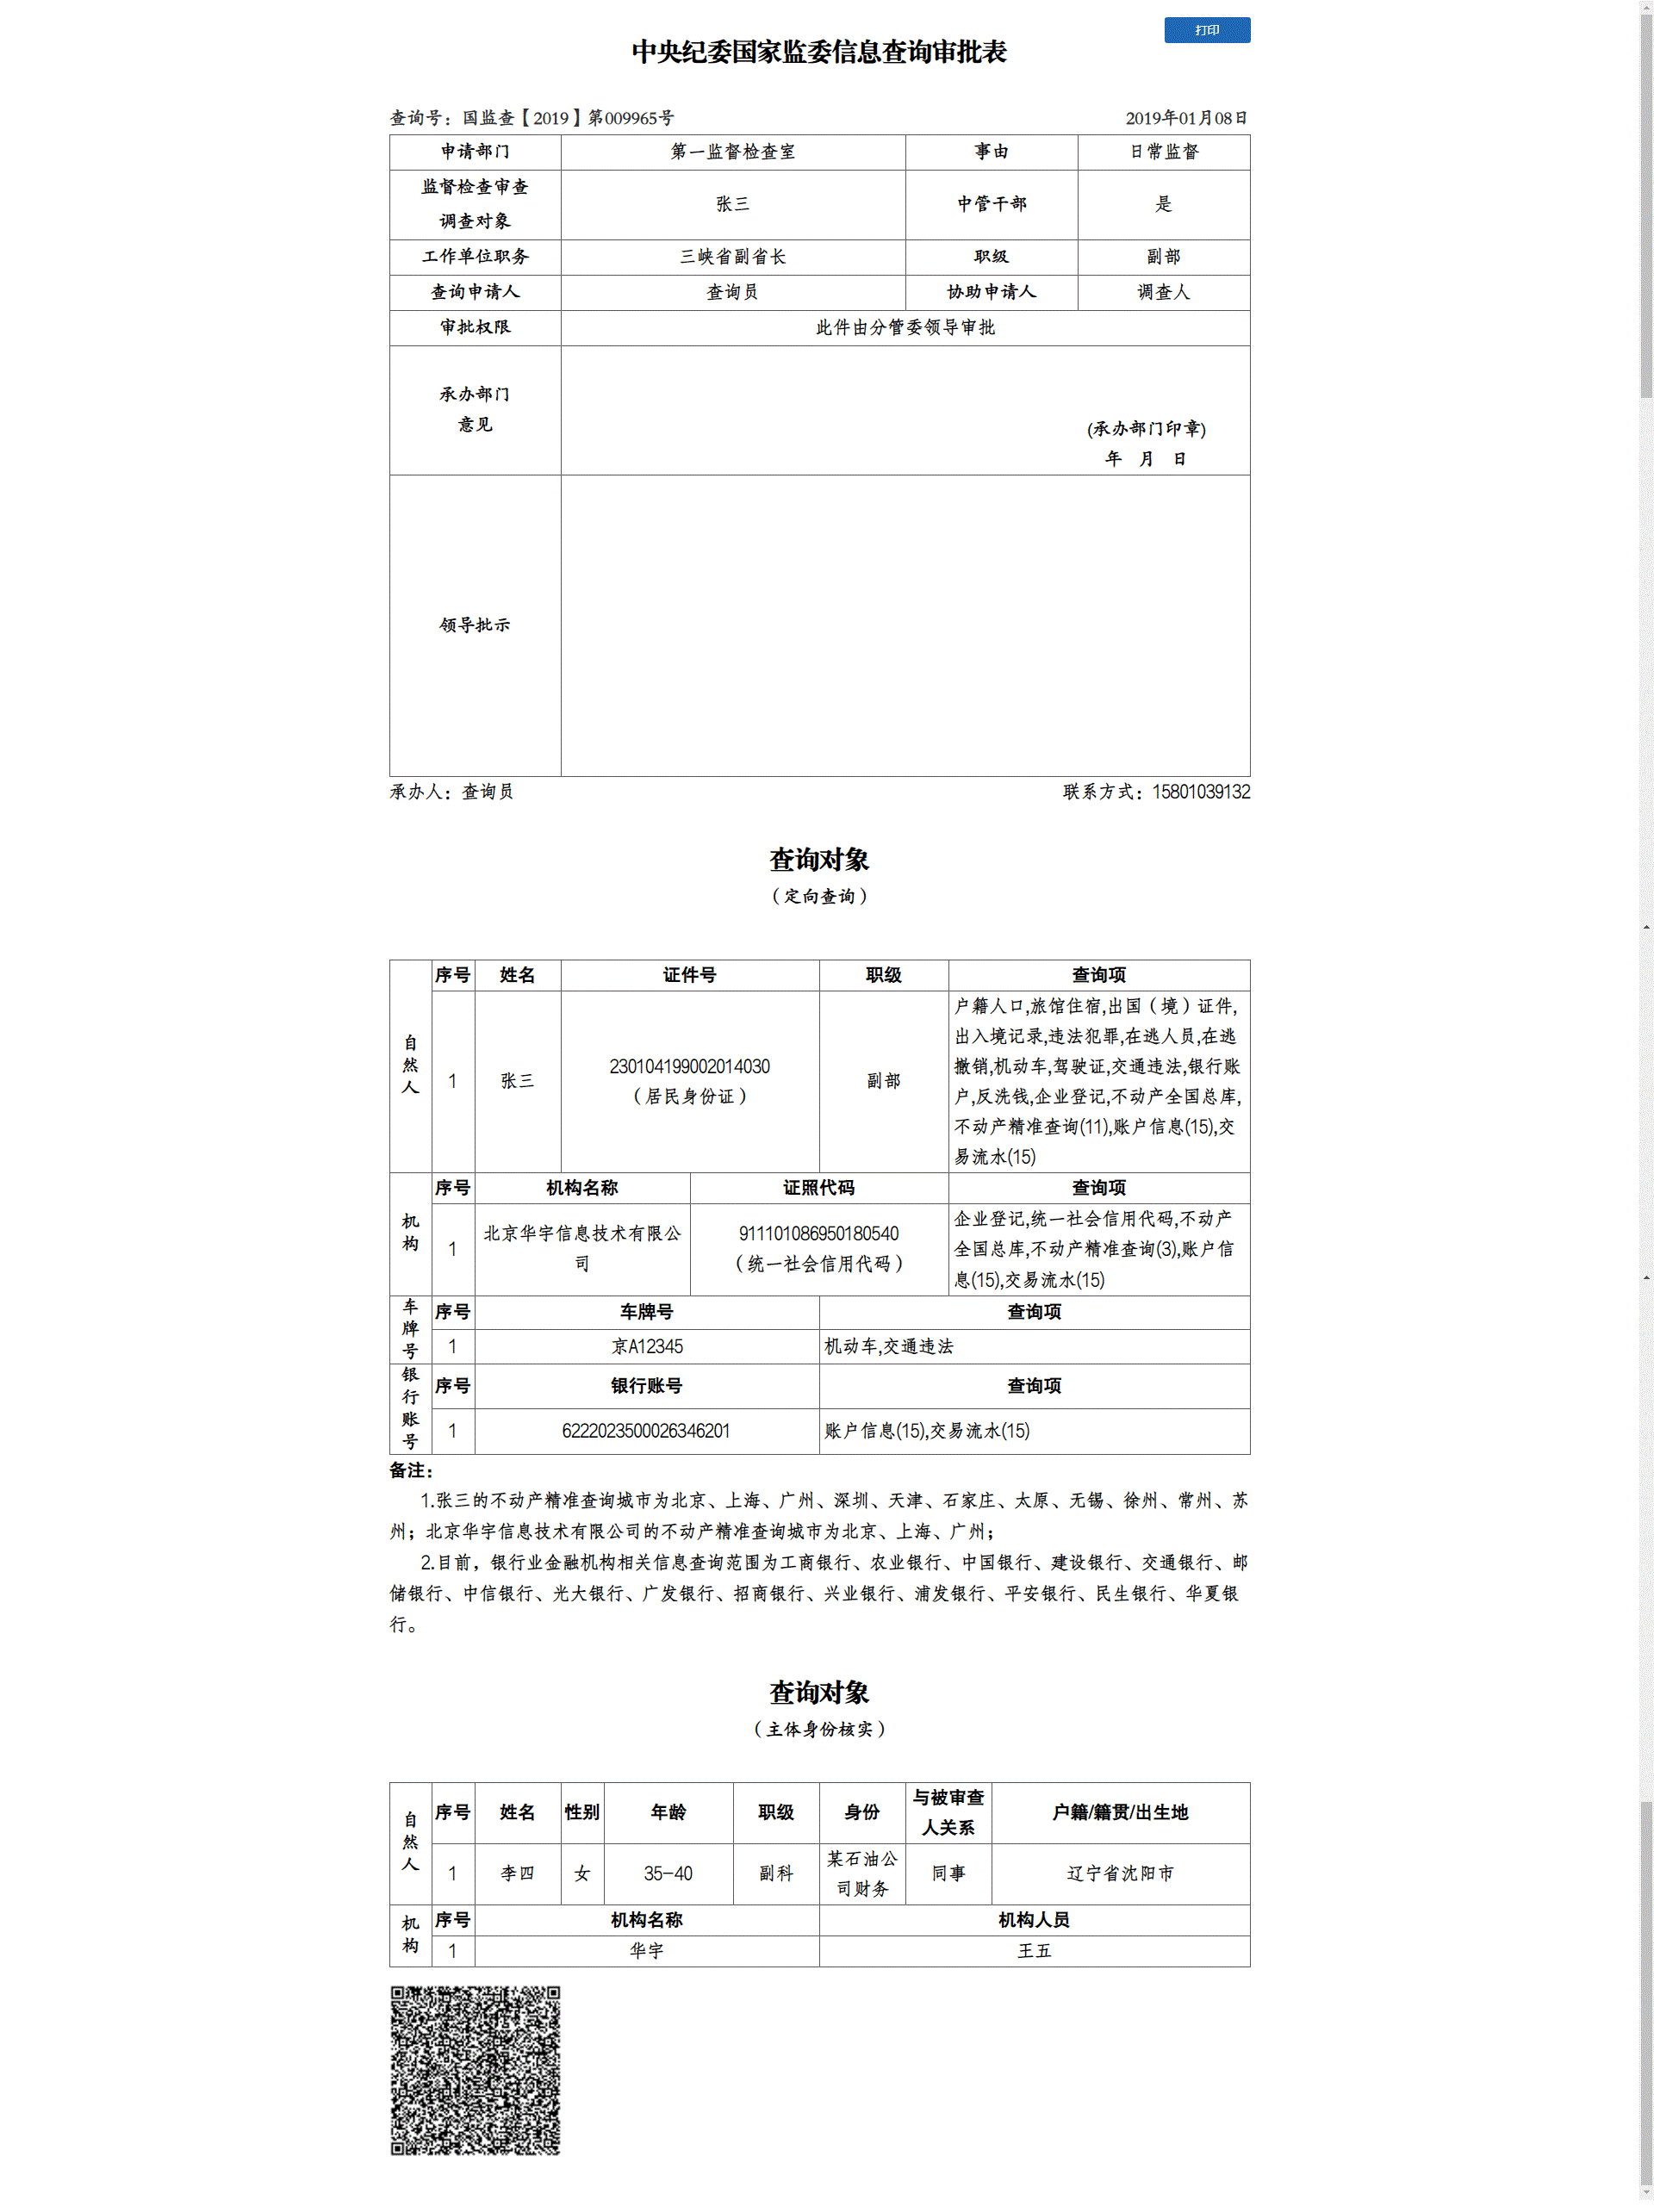 打印
中央纪委国家监委信息查询审批表
查询号：国监查【2019】第009965号 2019年01月08日
申请部门 第一监督检查室 事由 日常监督
监督检查审查
调查对象 张三 中管干部 是
工作单位职务 三峡省副省长 职级 副部
查询申请人 查询员 协助申请人 调查人
审批权限 此件由分管委领导审批
承办部门
意见
(承办部门印章)
年 月 日
领导批示
承办人：查询员 联系方式：15801039132
查询对象
（定向查询）
自然人
序号 姓名 证件号 职级 查询项
1 张三 230104199002014030
（居民身份证） 副部
户籍人口,旅馆住宿,出国（境）证件,
出入境记录,违法犯罪,在逃人员,在逃
撤销,机动车,驾驶证,交通违法,银行账
户,反洗钱,企业登记,不动产全国总库,
不动产精准查询(11),账户信息(15),交
易流水(15)
机构
序号 机构名称 证照代码 查询项
1 北京华宇信息技术有限公
司
911101086950180540
（统一社会信用代码）
企业登记,统一社会信用代码,不动产
全国总库,不动产精准查询(3),账户信
息(15),交易流水(15)
车牌号
序号 车牌号 查询项
1 京A12345 机动车,交通违法
银行账号
序号 银行账号 查询项
1 6222023500026346201 账户信息(15),交易流水(15)
备注：
1.张三的不动产精准查询城市为北京、上海、广州、深圳、天津、石家庄、太原、无锡、徐州、常州、苏
州；北京华宇信息技术有限公司的不动产精准查询城市为北京、上海、广州；
2.目前，银行业金融机构相关信息查询范围为工商银行、农业银行、中国银行、建设银行、交通银行、邮
储银行、中信银行、光大银行、广发银行、招商银行、兴业银行、浦发银行、平安银行、民生银行、华夏银
行。
查询对象
（主体身份核实）
自然人
序号 姓名 性别 年龄 职级 身份 与被审查
人关系 户籍/籍贯/出生地
1 李四 女 35-40 副科 某石油公
司财务 同事 辽宁省沈阳市
机构
序号 机构名称 机构人员
1 华宇 王五